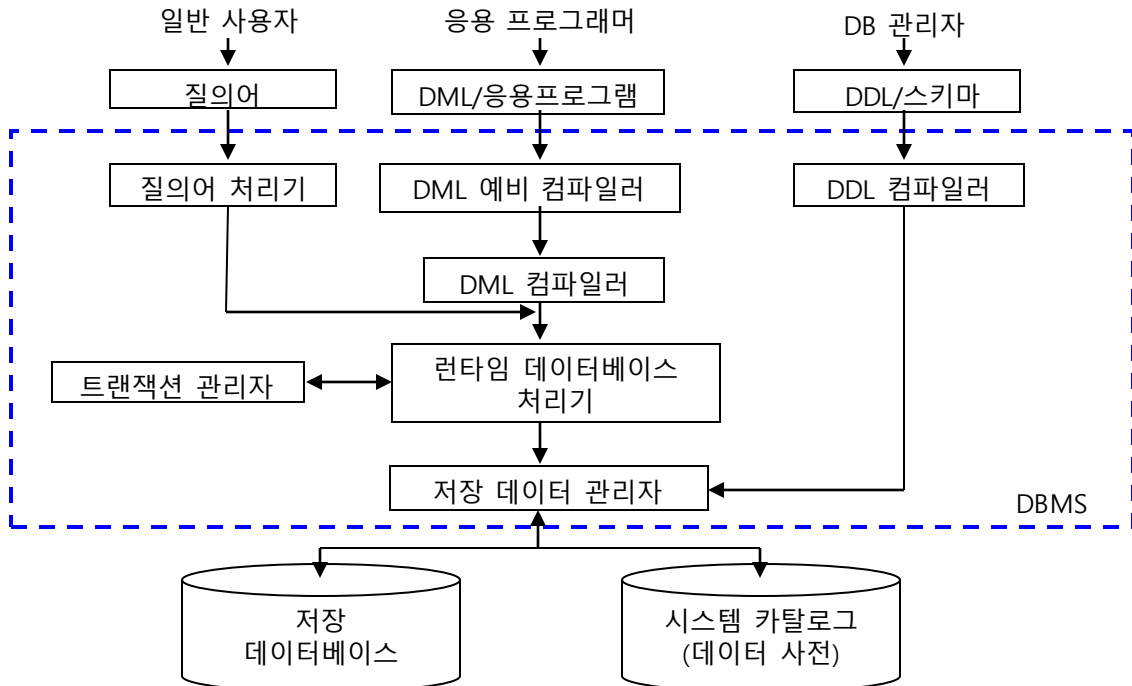 일반 사용자
응용 프로그래머
DB 관리자
질의어
DML/응용프로그램
DDL/스키마
질의어 처리기
DML 예비 컴파일러
DDL 컴파일러
DML 컴파일러
런타임 데이터베이스
처리기
트랜잭션 관리자
저장 데이터 관리자
DBMS
저장
데이터베이스
시스템 카탈로그
(데이터 사전)